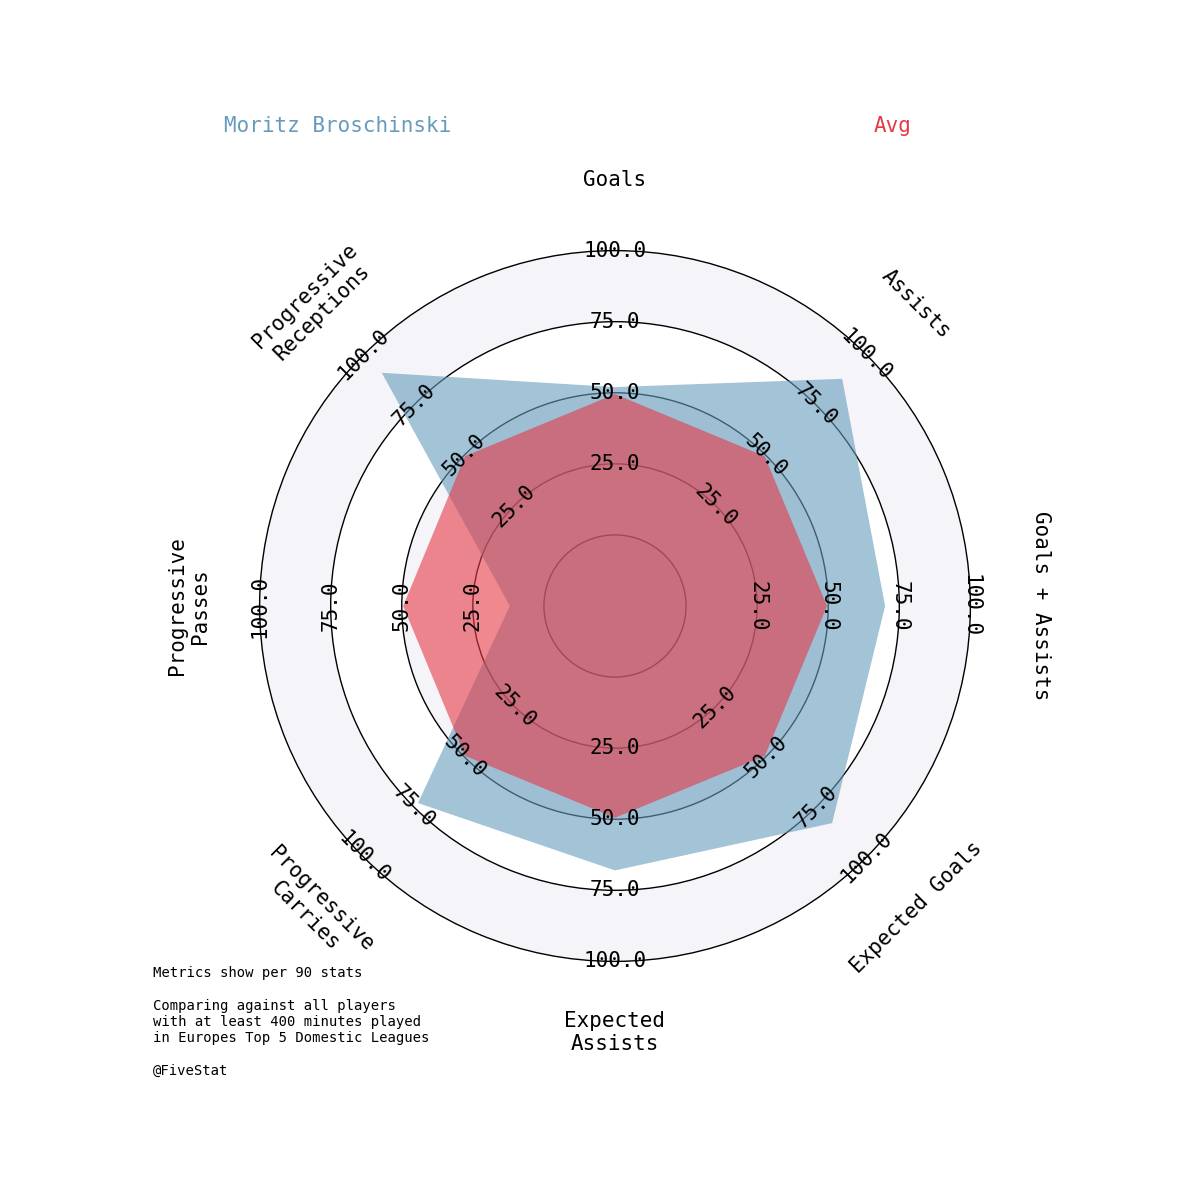 Moritz Broschinski
Avg
Goals
Assists
Goals + Assists
Expected Goals
Expected
Assists
Progressive
Carries
Progressive
Passes
Progressive
Receptions
25.0
50.0
75.0
100.0
25.0
50.0
75.0
100.0
25.0
50.0
75.0
100.0
25.0
50.0
75.0
100.0
25.0
50.0
75.0
100.0
25.0
50.0
75.0
100.0
25.0
50.0
75.0
100.0
25.0
50.0
75.0
100.0
Metrics show per 90 stats
Comparing against all players
with at least 400 minutes played
in Europes Top 5 Domestic Leagues
@FiveStat